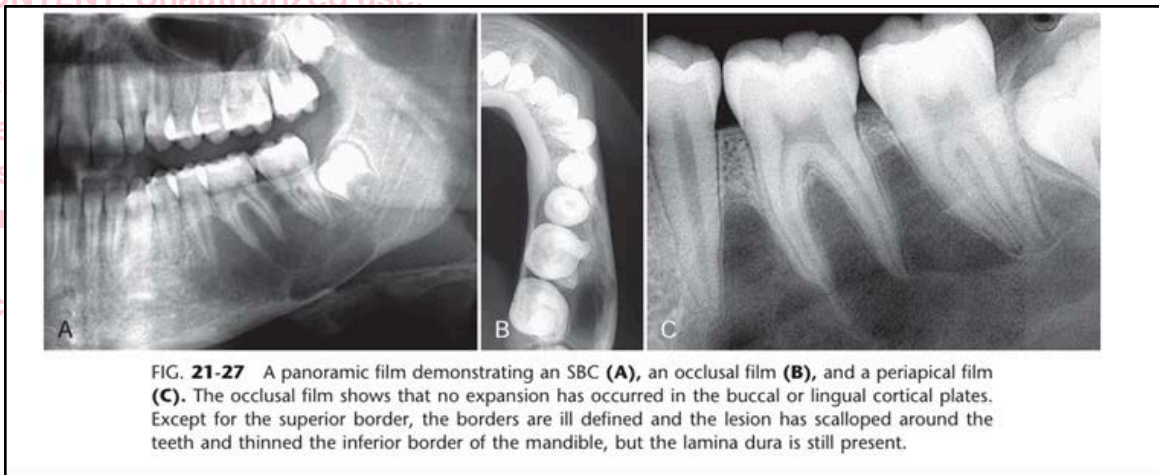 ONTENT. Unauthorized use.
A
B
C
FIG. 21-27 A panoramic film demonstrating an SBC (A), an occlusal film (B), and a periapical film
(C). The occlusal film shows that no expansion has occurred in the buccal or lingual cortical plates.
Except for the superior border, the borders are ill defined and the lesion has scalloped around the
teeth and thinned the inferior border of the mandible, but the lamina dura is still present.